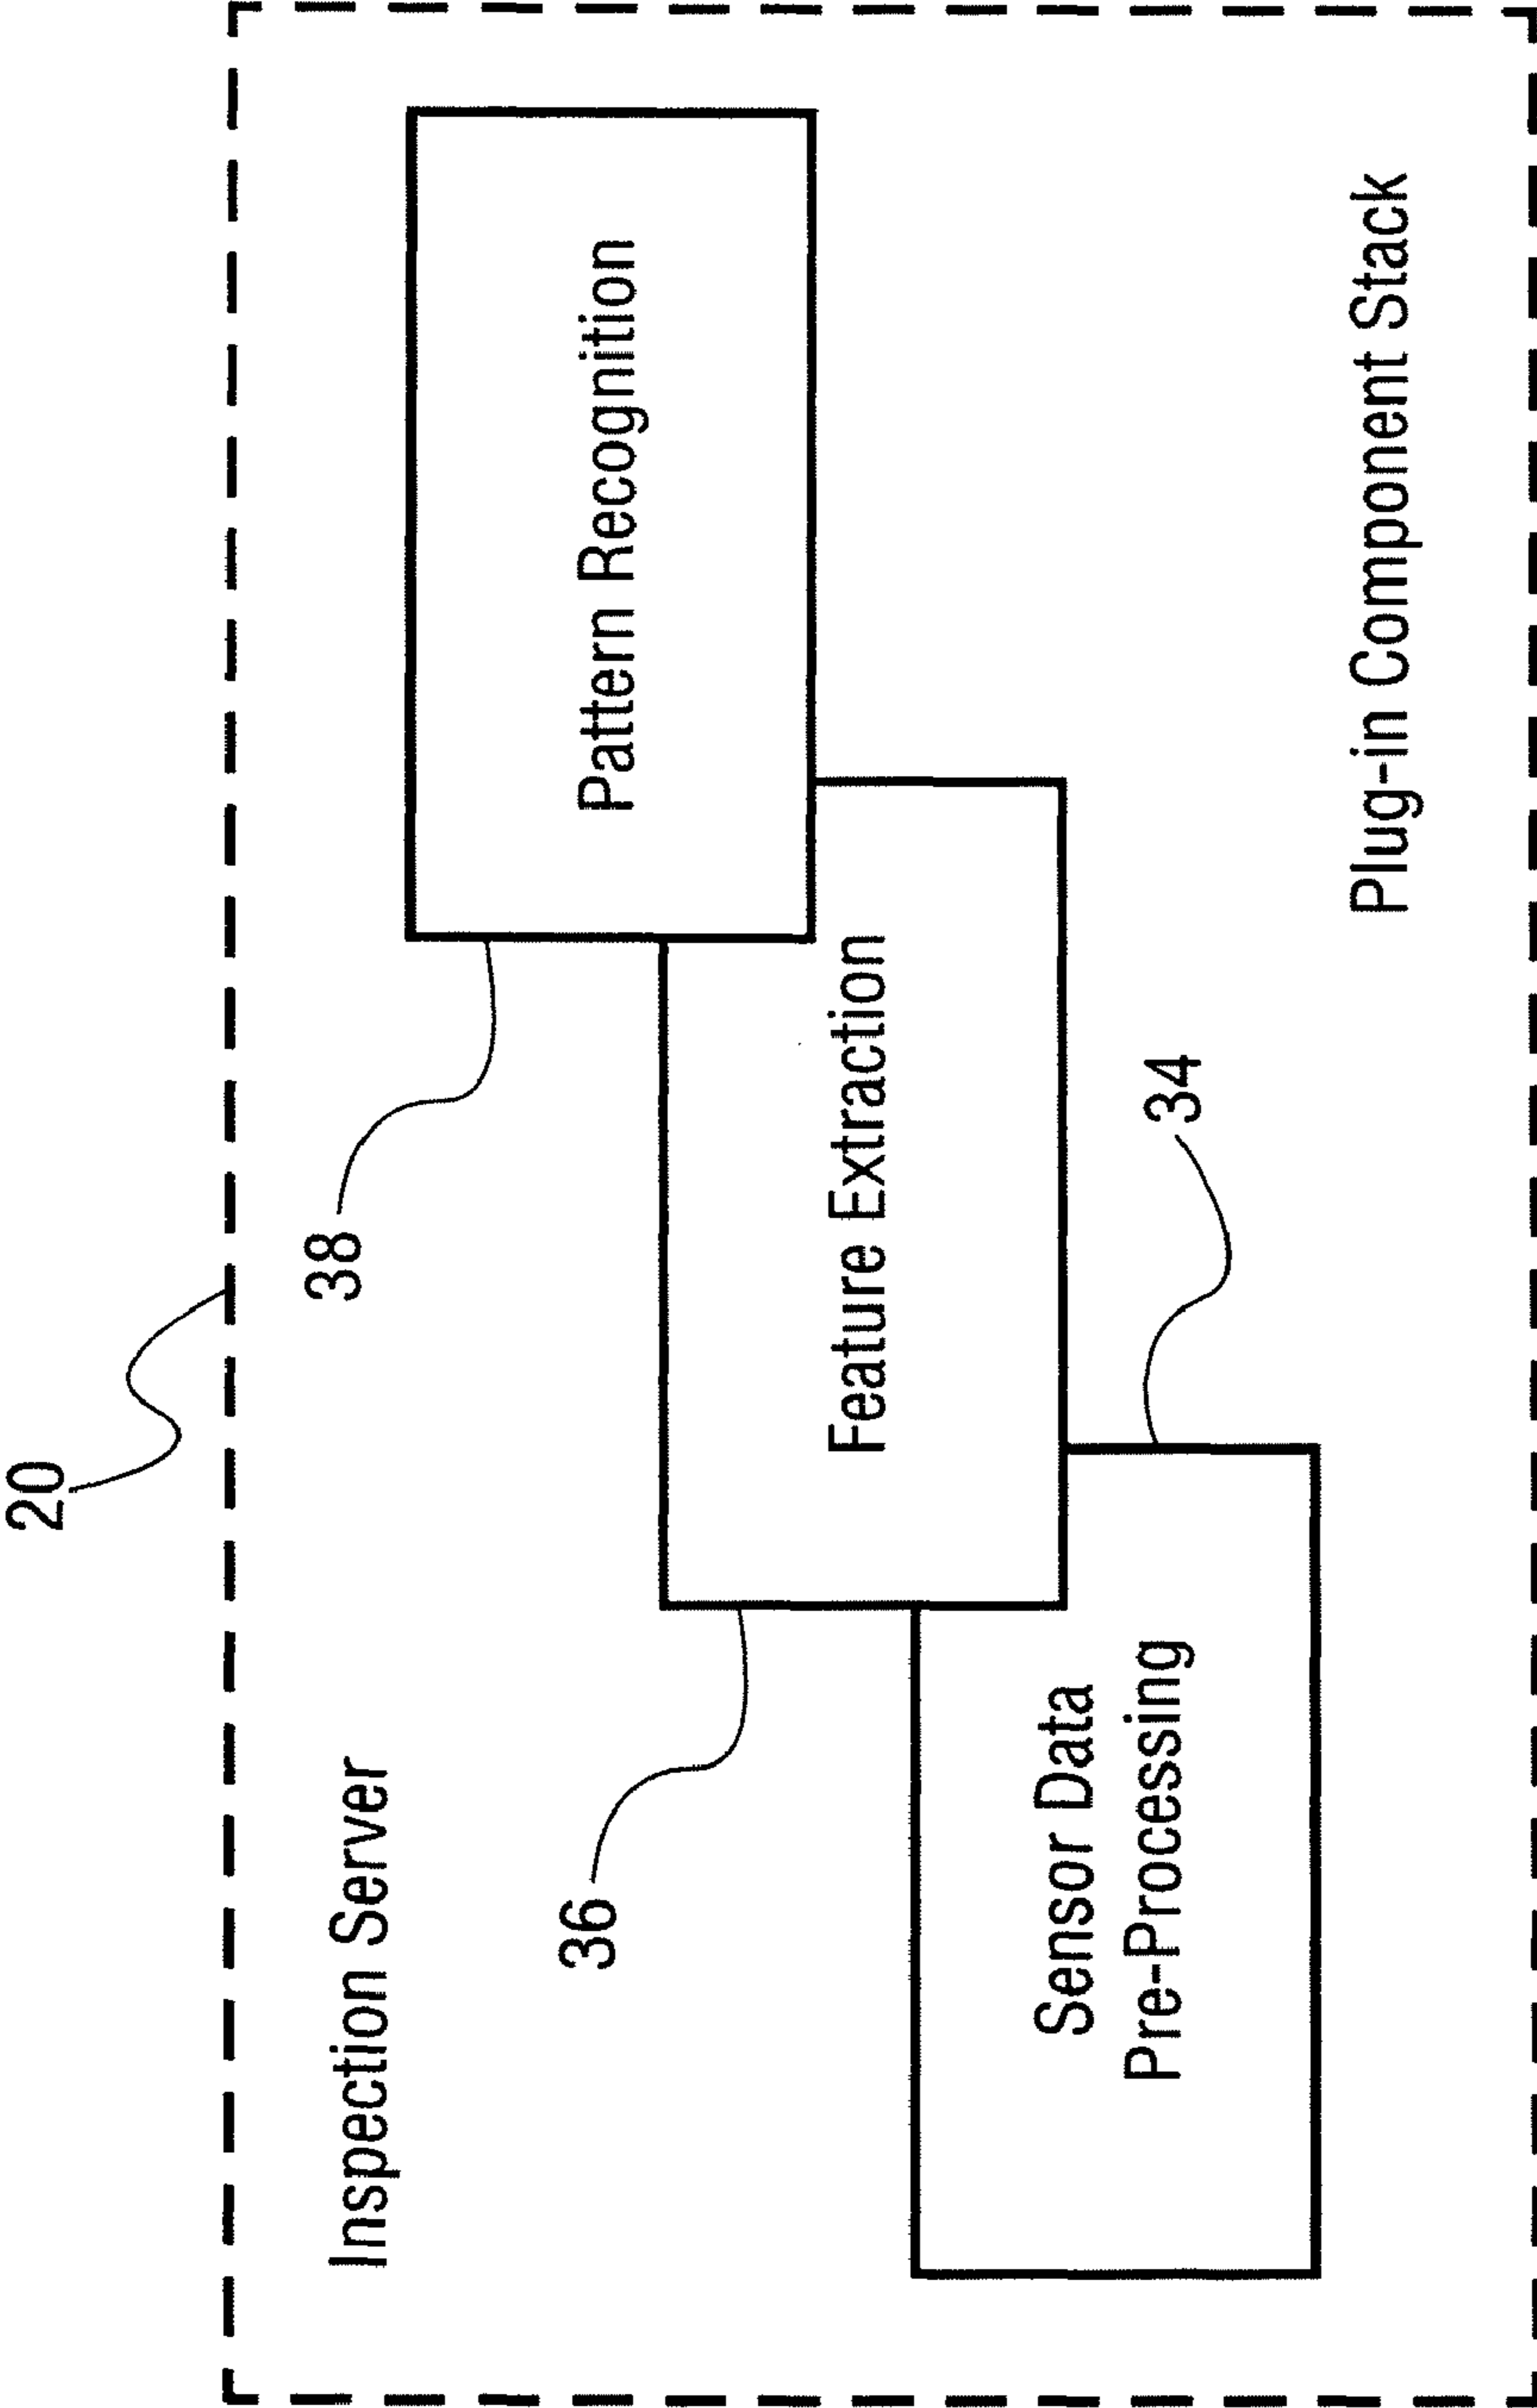 20
Inspection Server
38
Pattern Recognition
36
Feature Extraction
34
Sensor Data
Pre-Processing
Plug-in Component Stack